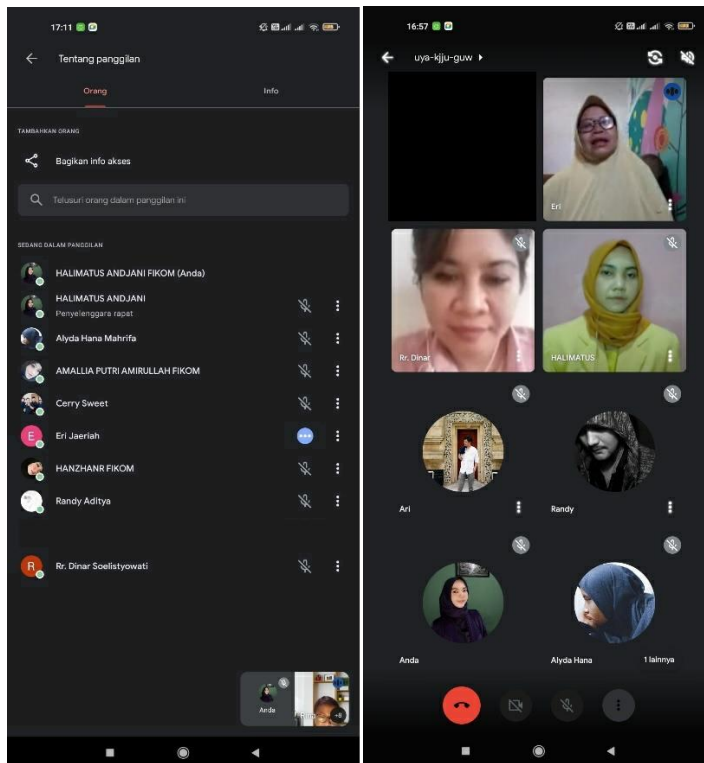 17:11
Tentang panggilan
Orang
Info
TAMBAHKAN ORANG
Bagikan info akses
Telusuri orang dalam panggilan ini
SEDANG DALAM PANGGILAN
HALIMATUS ANDJANI FIKOM (Anda)
HALIMATUS ANDJANI
Penyelenggara rapat
Alyda Hana Mahrifa
AMALLIA PUTRI AMIRULLAH FIKOM
Cerry Sweet
E
Eri Jaeriah
HANZHANR FIKOM
Randy Aditya
R
Rr. Dinar Soelistyowati
Anda
+8
16:57
uya-kjju-guw
Eri
Rr. Dinar
HALIMATUS
Ari
Randy
Anda
Alyda Hana
1 lainnya